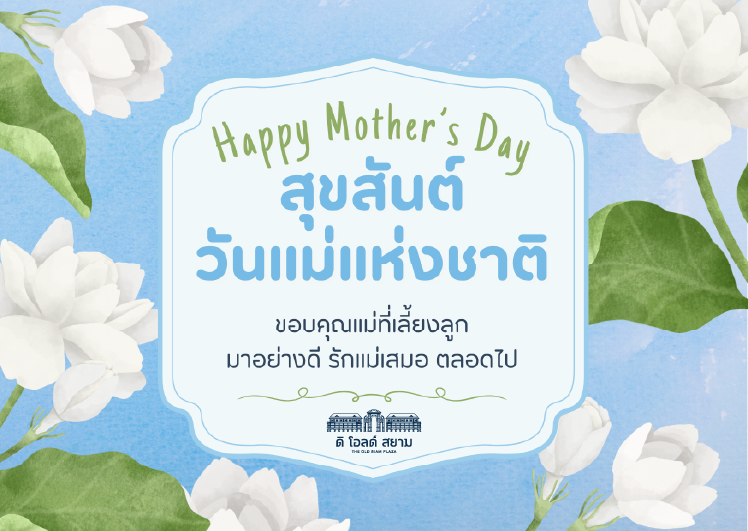 Happy Mother's Day
สุขสันต์
วันแม่แห่งชาติ
ขอบคุณแม่ที่เลี้ยงลูก
มาอย่างดี รักแม่เสมอ ตลอดไป
ดิ โอลด์ สยาม
THE OLD SIAM PLAZA